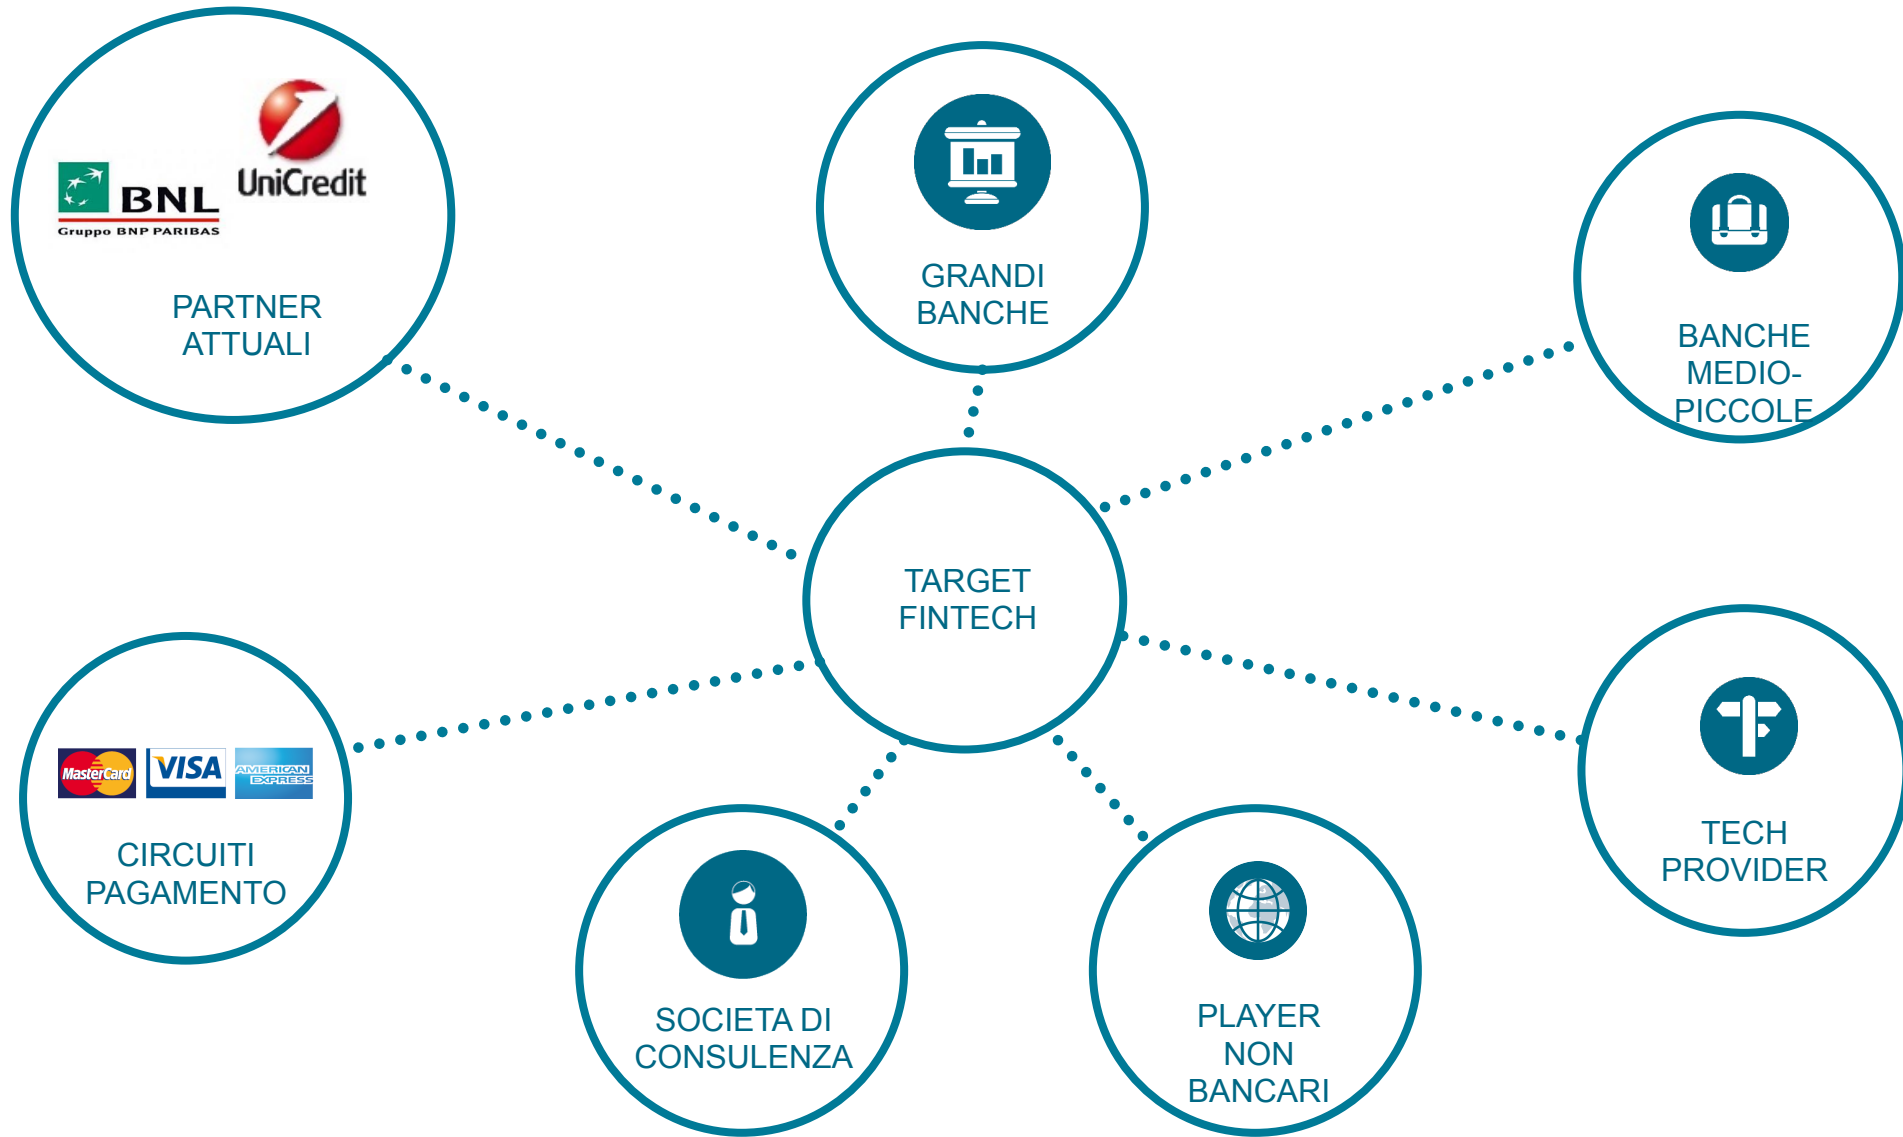 UniCredit
BNL
Gruppo BNP PARIBAS
PARTNER
ATTUALI
GRANDI
BANCHE
BANCHE
MEDIO-
PICCOLE
TARGET
FINTECH
MasterCard
VISA
AMERICAN
EXPRESS
CIRCUITI
PAGAMENTO
SOCIETA DI
CONSULENZA
PLAYER
NON
BANCARI
TECH
PROVIDER